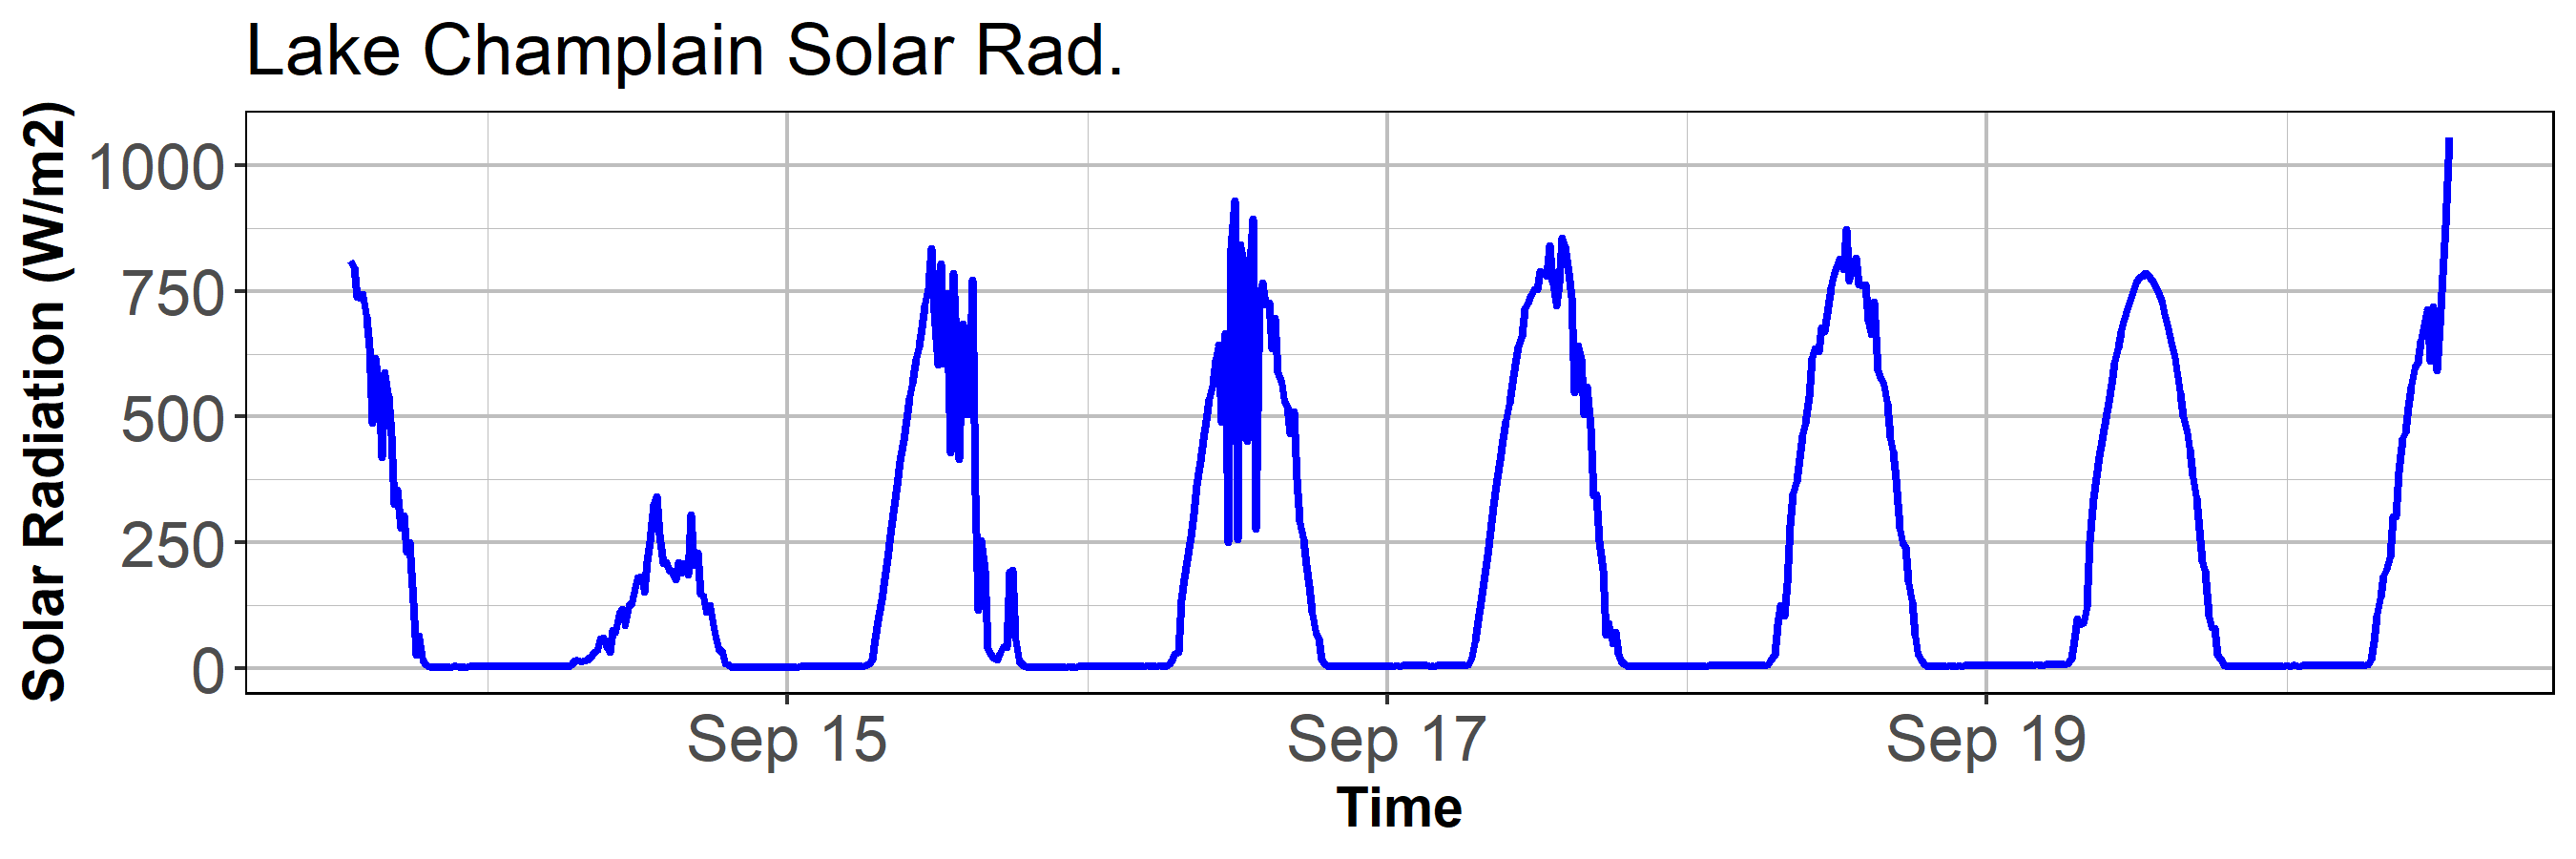 Lake Champlain Solar Rad.
Solar Radiation (W/m2)
1000
750
500
250
0
Sep 15 Sep 17 Sep 19
Time